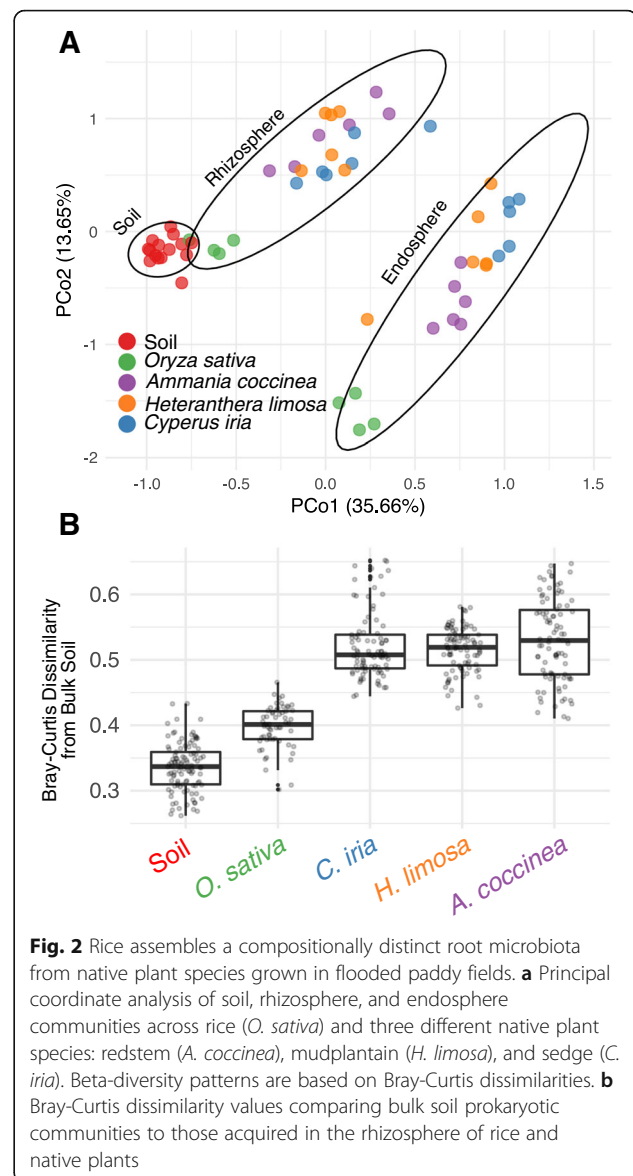 A
PCo2 (13.65%)
1
0
-1
-2
Soil
Rhizosphere
Endosphere
Soil
Oryza sativa
Ammania coccinea
Heteranthera limosa
Cyperus iria
-1.0 -0.5 0.0 0.5 1.0 1.5
PCo1 (35.66%)
B
Bray-Curtis Dissimilarity
from Bulk Soil
0.6
0.5
0.4
0.3
Soil
O. sativa
C. iria
H. limosa
A. coccinea
Fig. 2 Rice assembles a compositionally distinct root microbiota
from native plant species grown in flooded paddy fields. a Principal
coordinate analysis of soil, rhizosphere, and endosphere
communities across rice (O. sativa) and three different native plant
species: redstem (A. coccinea), mudplantain (H. limosa), and sedge (C.
iria). Beta-diversity patterns are based on Bray-Curtis dissimilarities. b
Bray-Curtis dissimilarity values comparing bulk soil prokaryotic
communities to those acquired in the rhizosphere of rice and
native plants